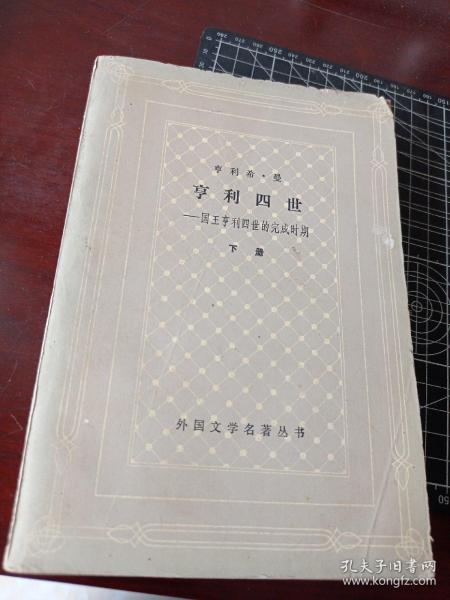 亨利希·曼
亨利四世
——国王亨利四世的完成时期
下册
外国文学名著丛书
孔夫子旧书网
www.kongfz.com